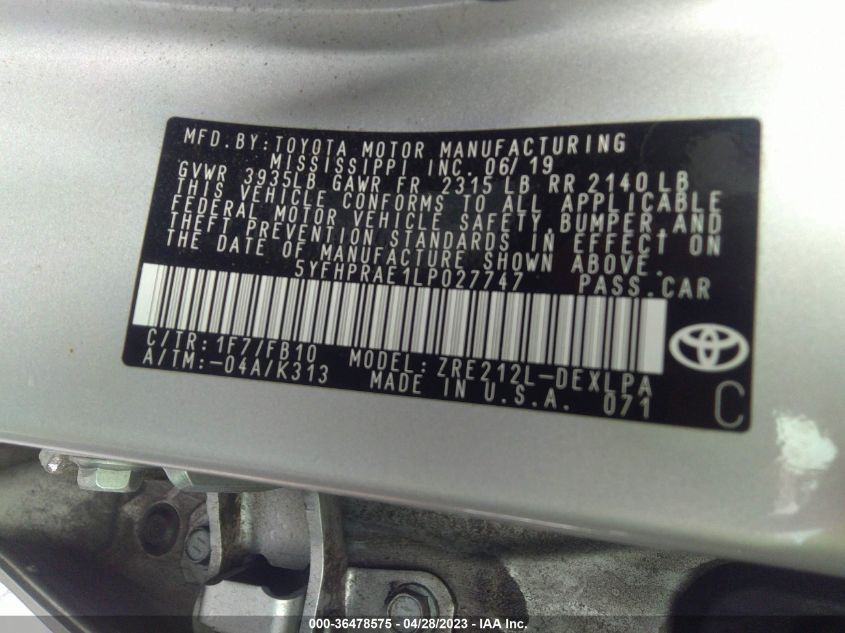 MFD.BY: TOYOTA MOTOR MANUFACTURING
MISSISSIPPI INC. 06/19
GVWR 3935LB GAWR FR 2315 LB RR 2140 LB
THIS VEHICLE CONFORMS TO ALL APPLICABLE
FEDERAL MOTOR VEHICLE SAFETY,BUMPER,AND
THEFT PREVENTION STANDARDS IN EFFECT ON
THE DATE OF MANUFACTURE SHOWN ABOVE.
5YFHPRAE1LP027747 PASS.CAR
C/TR: 1F7/FB10 MODEL: ZRE212L-DEXLPA
A/TM:-04A/K313 MADE IN U.S.A. 071
C
000-36478575 - 04/28/2023 - IAA Inc.